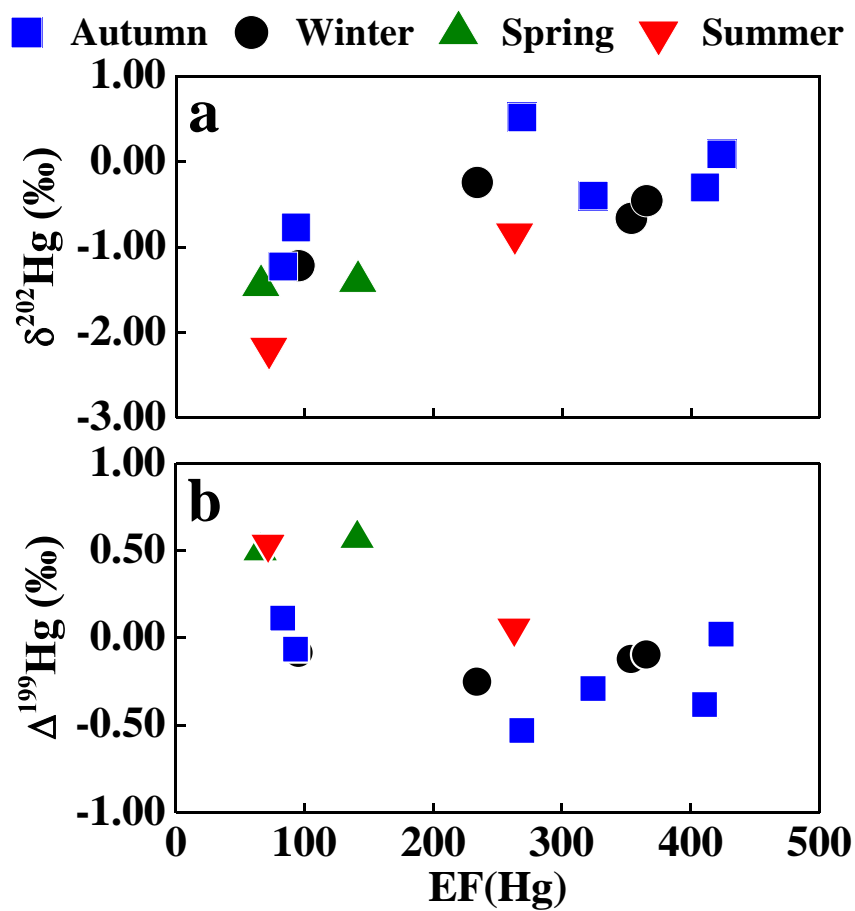 Autumn Winter Spring Summer
a
1.00
0.00
-1.00
-2.00
-3.00
δ²⁰²Hg (‰)
b
1.00
0.50
0.00
-0.50
-1.00
Δ¹⁹⁹Hg (‰)
0 100 200 300 400 500
EF(Hg)